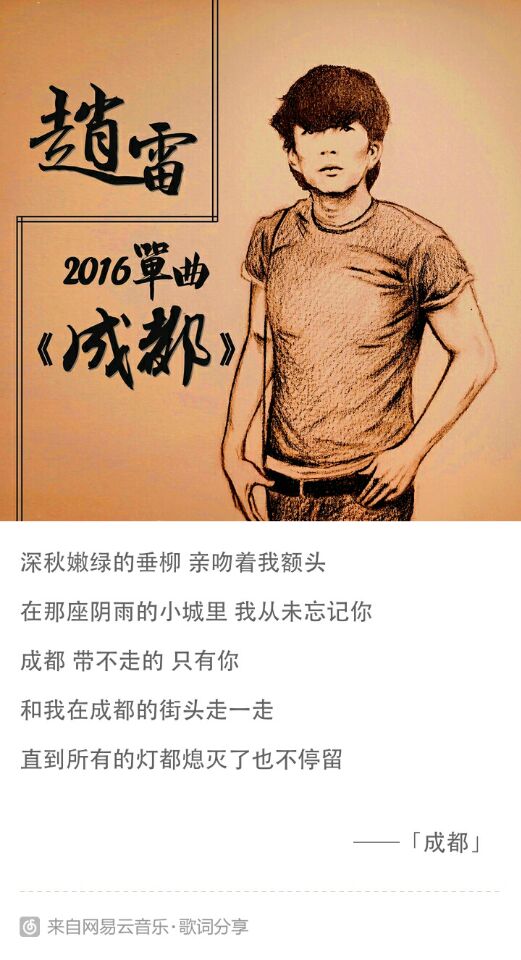 趙雷
2016單曲
《成都》
深秋嫩绿的垂柳 亲吻着我额头
在那座阴雨的小城里 我从未忘记你
成都 带不走的 只有你
和我在成都的街头走一走
直到所有的灯都熄灭了也不停留
——「成都」
来自网易云音乐·歌词分享